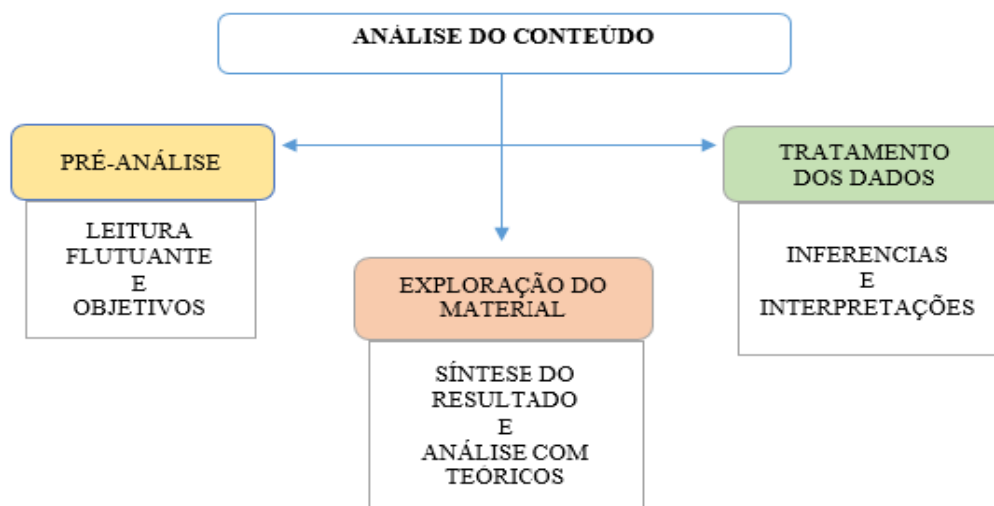 ANÁLISE DO CONTEÚDO
PRÉ-ANÁLISE
LEITURA
FLUTUANTE
E
OBJETIVOS
EXPLORAÇÃO DO
MATERIAL
SÍNTESE DO
RESULTADO
E
ANÁLISE COM
TEÓRICOS
TRATAMENTO
DOS DADOS
INFERENCIAS
E
INTERPRETAÇÕES